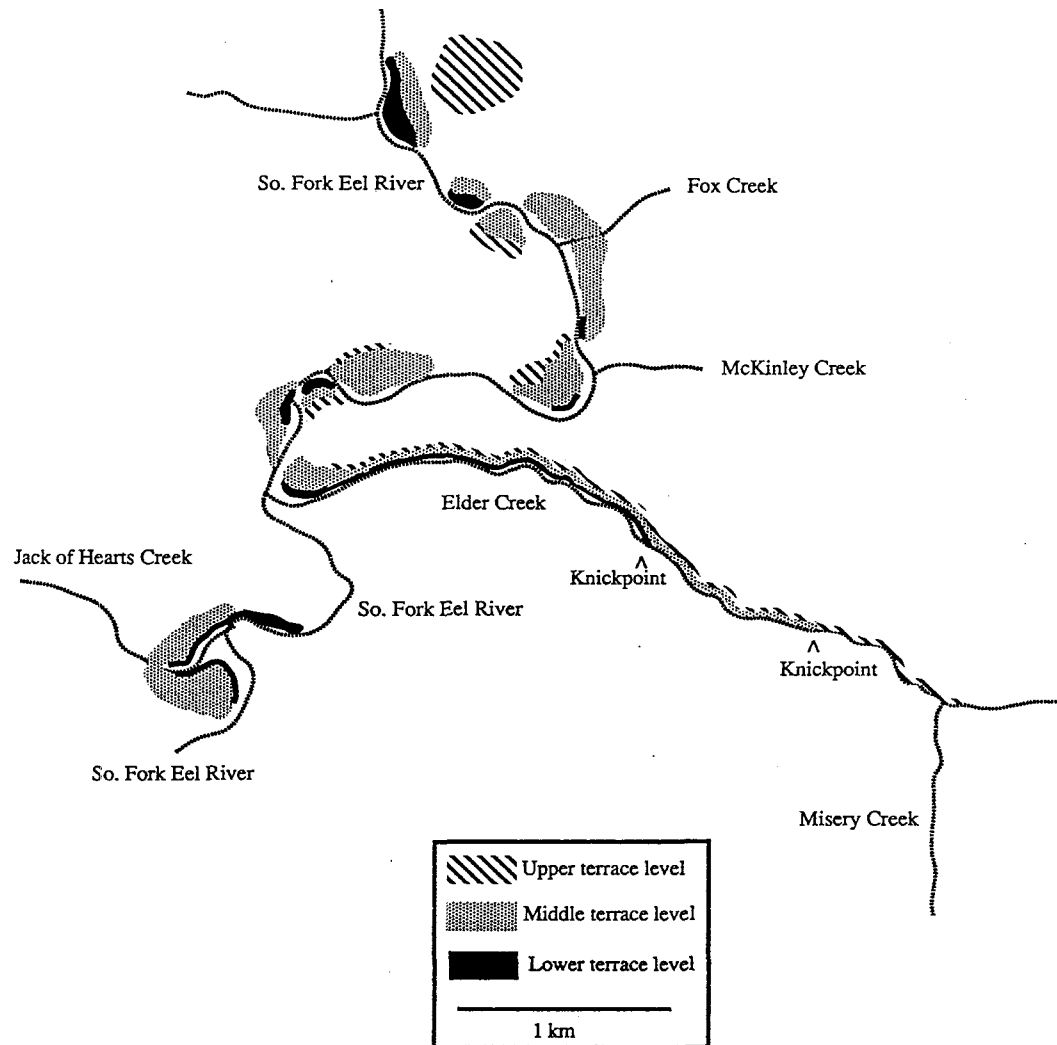 So. Fork Eel River
Fox Creek
McKinley Creek
Elder Creek
Jack of Hearts Creek
Knickpoint
So. Fork Eel River
Knickpoint
So. Fork Eel River
Misery Creek
Upper terrace level
Middle terrace level
Lower terrace level
1 km